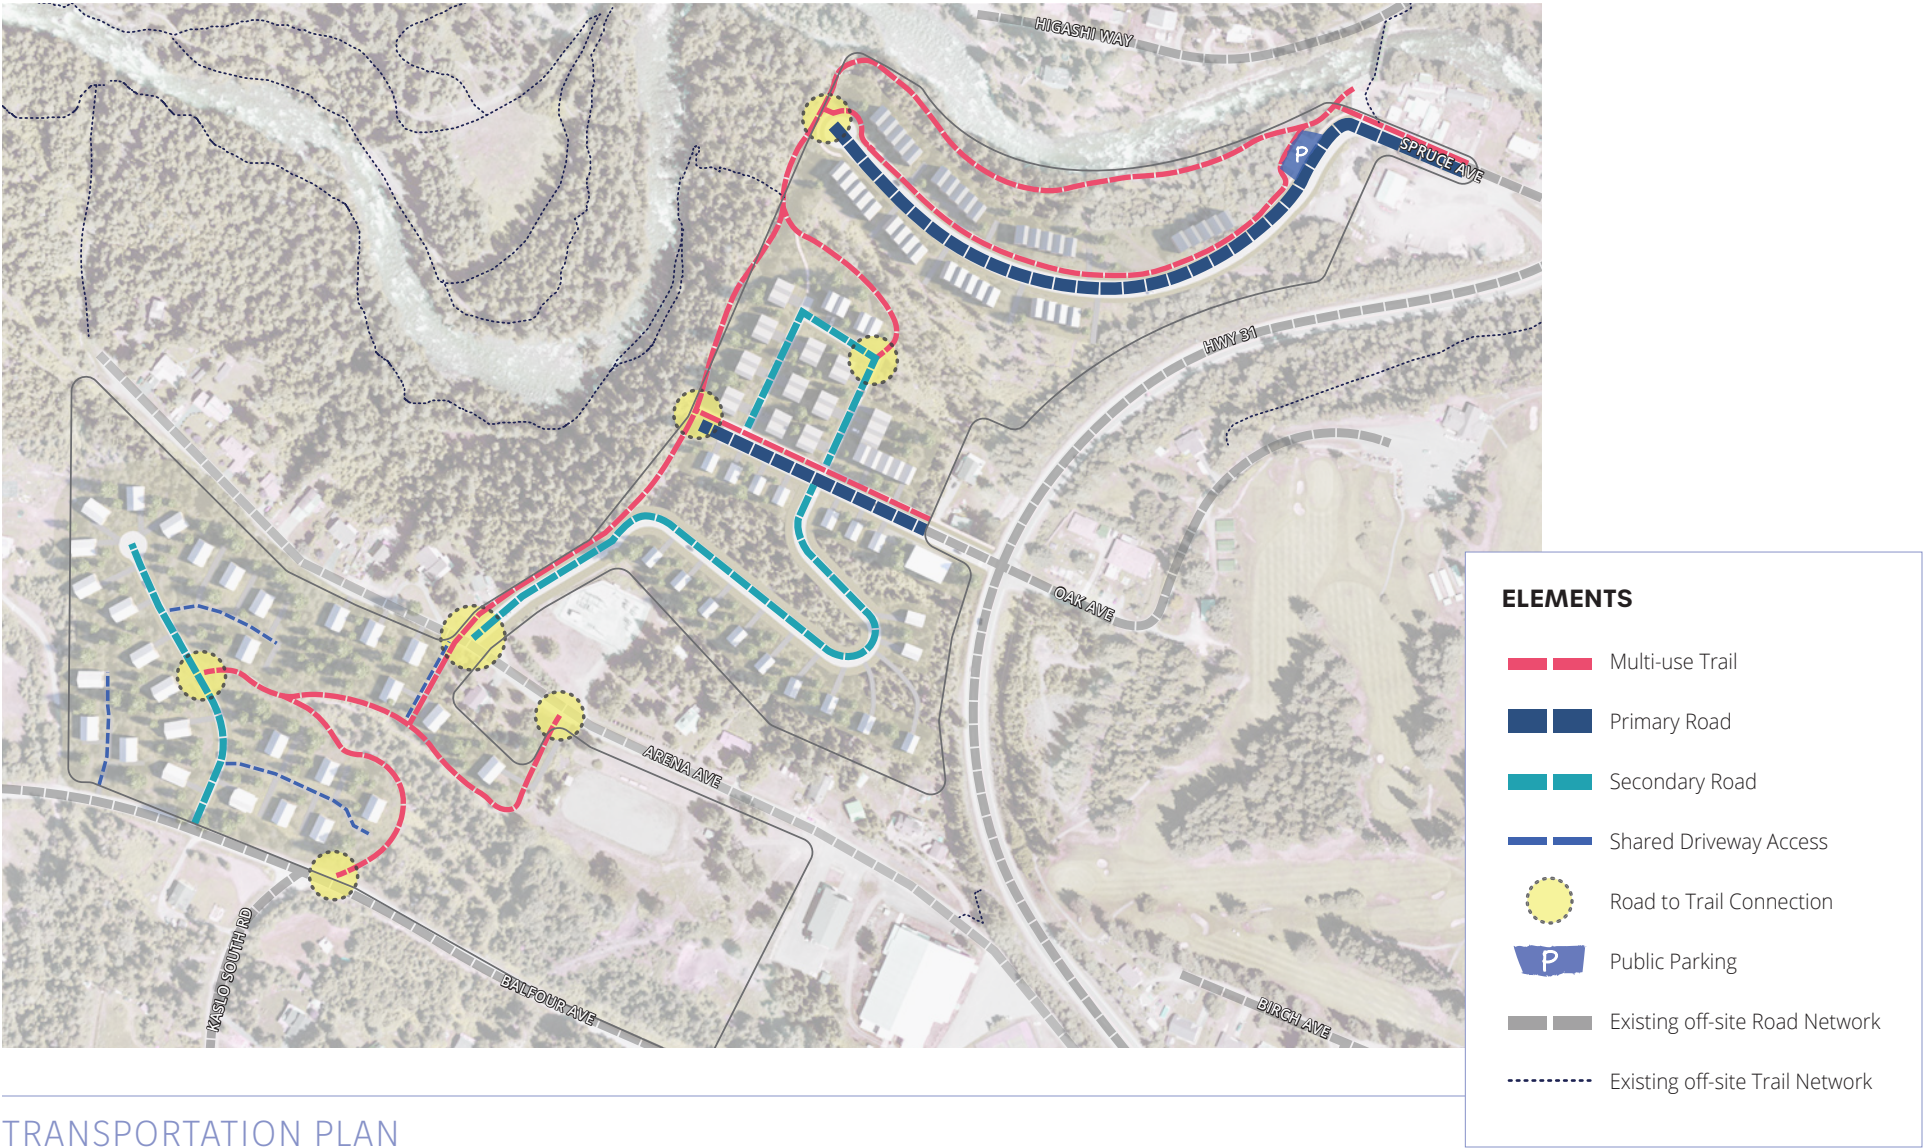 HIGASHI WAY
P
SPRUCE AVE
HWY 31
OAK AVE
ARENA AVE
KASLO SOUTH RD
BALFOUR AVE
BIRCH AVE
ELEMENTS
Multi-use Trail
Primary Road
Secondary Road
Shared Driveway Access
Road to Trail Connection
P
Public Parking
Existing off-site Road Network
Existing off-site Trail Network
TRANSPORTATION PLAN